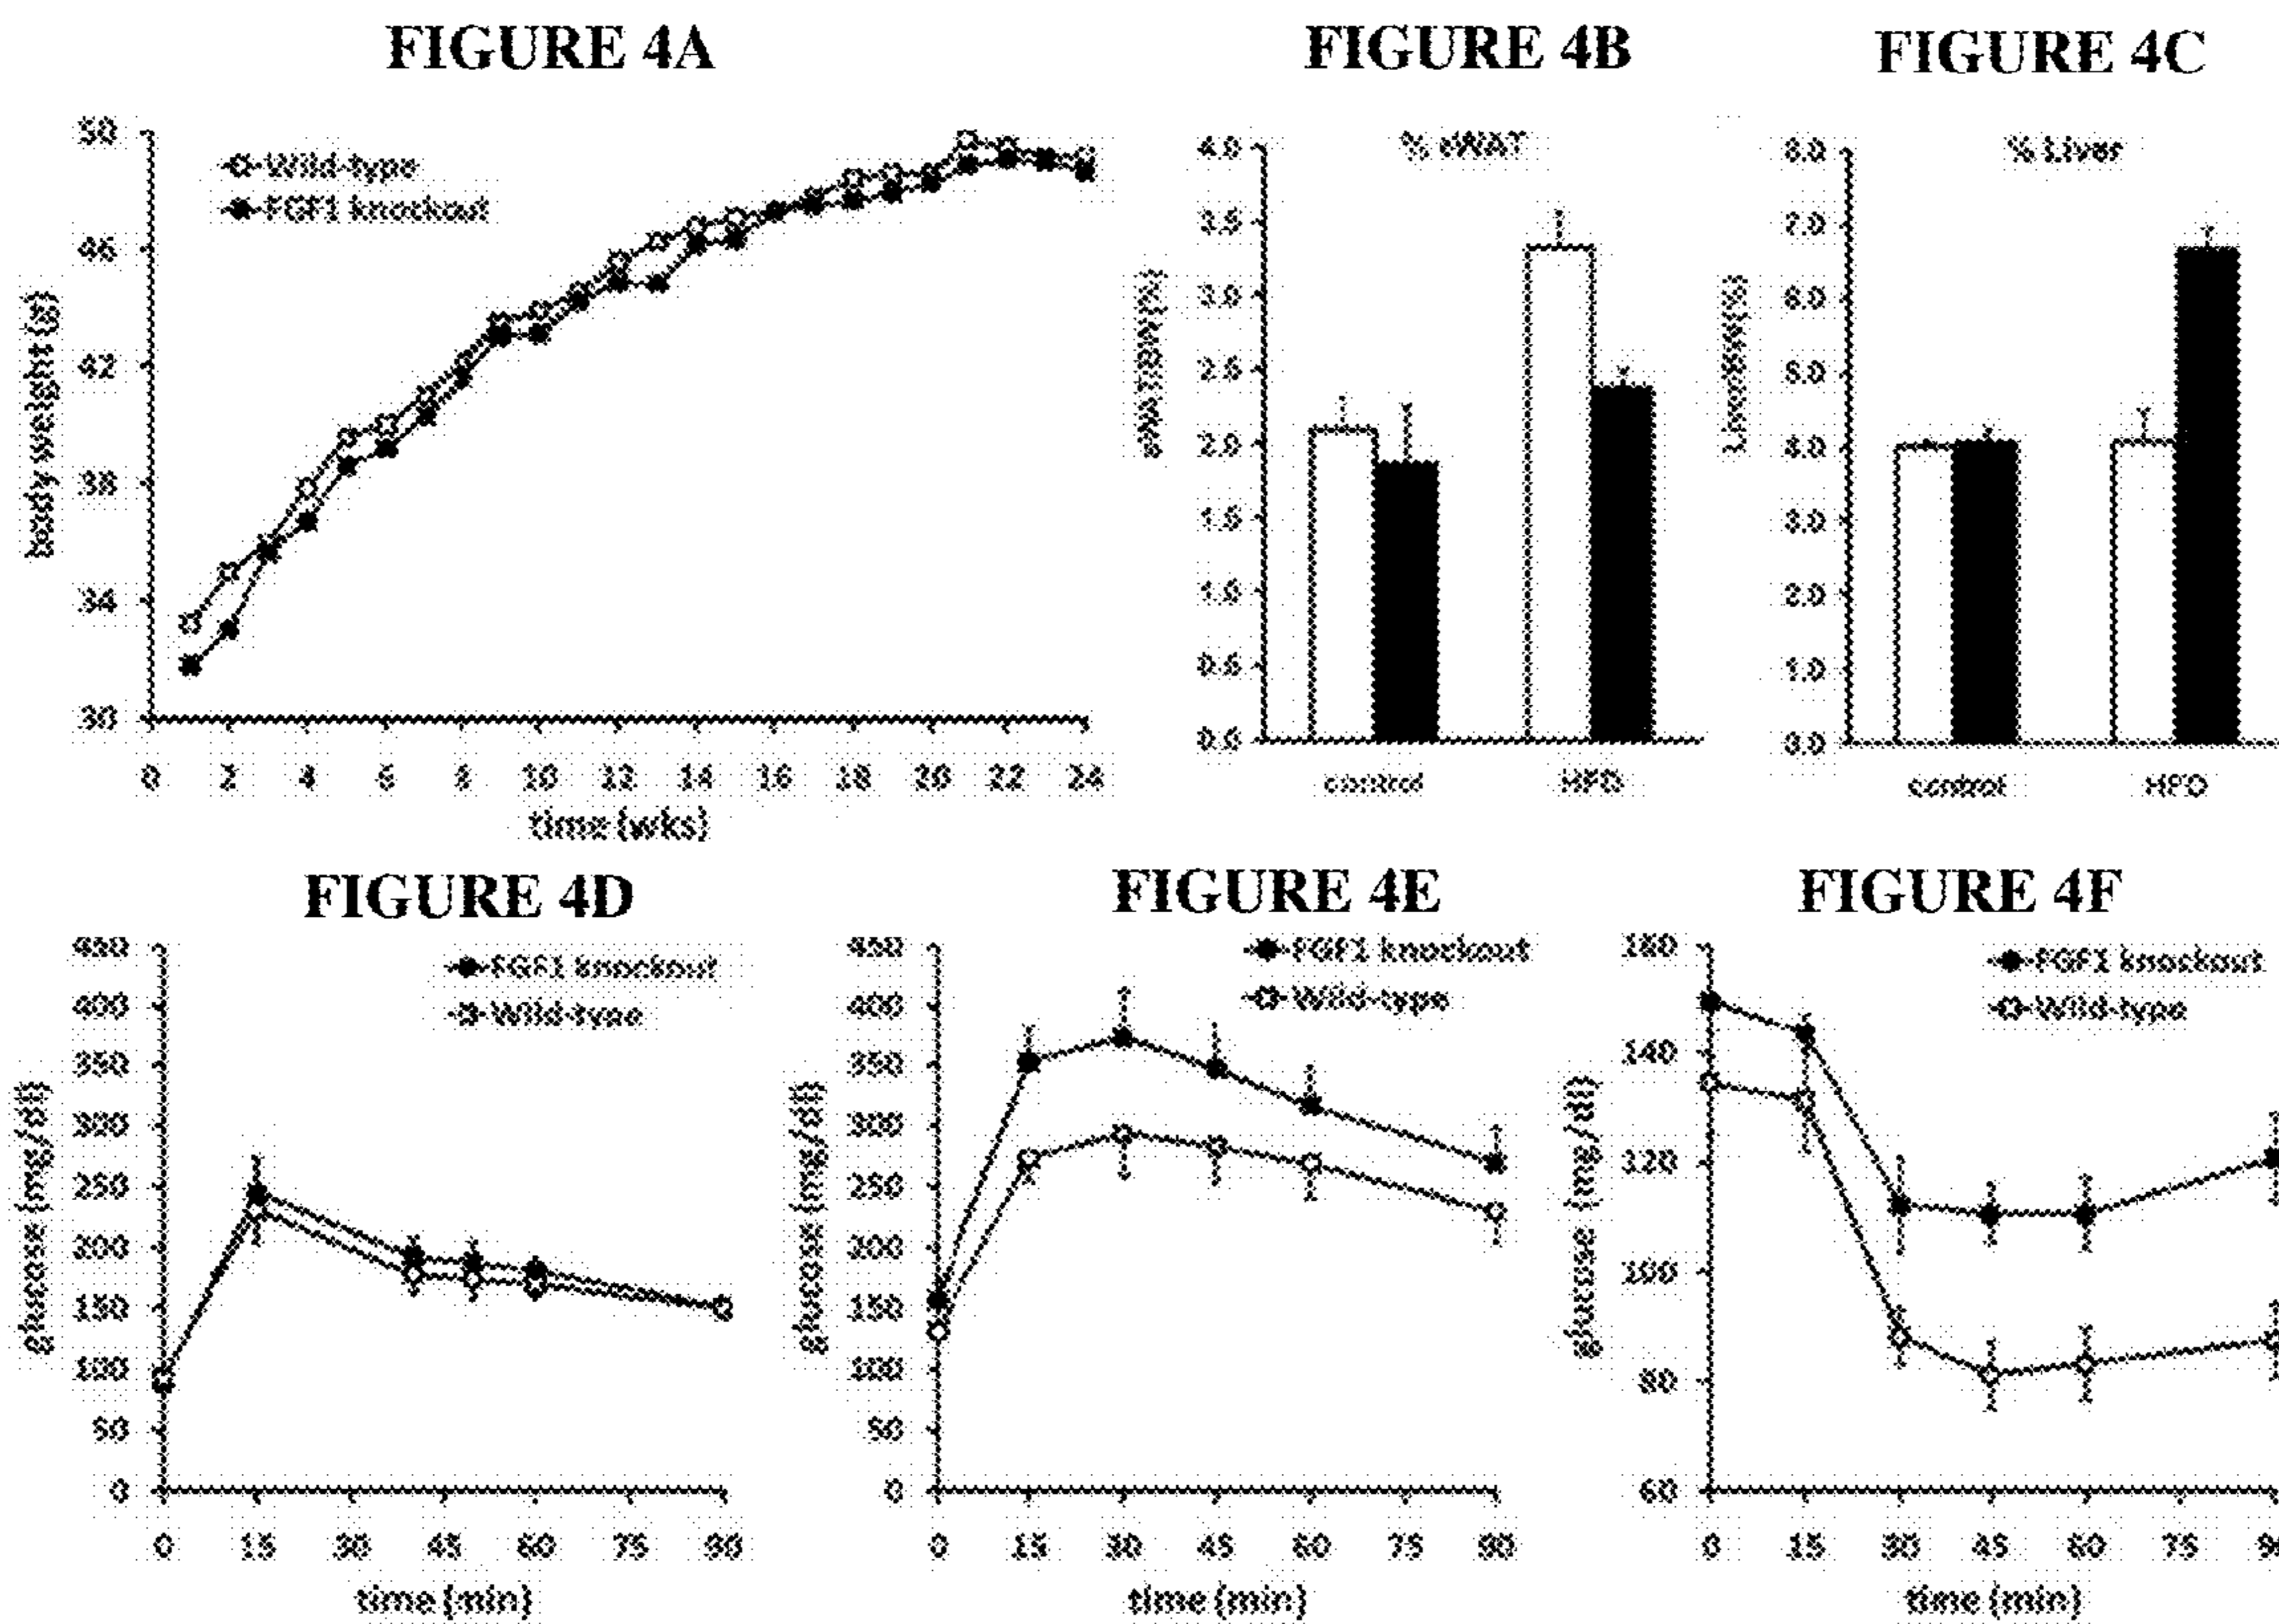 FIGURE 4A
50
46
42
38
34
30
body weight (g)
Wild-type
FGF1 knockout
0 2 4 6 8 10 12 14 16 18 20 22 24
time (wks)
FIGURE 4B
% eWAT
4.0
3.5
3.0
2.5
2.0
1.5
1.0
0.5
0.0
eWAT/BW(%)
control HFD
FIGURE 4C
% Liver
8.0
7.0
6.0
5.0
4.0
3.0
2.0
1.0
0.0
control HFD
FIGURE 4D
450
400
350
300
250
200
150
100
50
0
glucose (mg/dl)
FGF1 knockout
Wild-type
0 15 30 45 60 75 90
time (min)
FIGURE 4E
450
400
350
300
250
200
150
100
50
0
glucose (mg/dl)
FGF1 knockout
Wild-type
0 15 30 45 60 75 90
time (min)
FIGURE 4F
160
140
120
100
80
60
glucose (mg/dl)
FGF1 knockout
Wild-type
0 15 30 45 60 75 90
time (min)